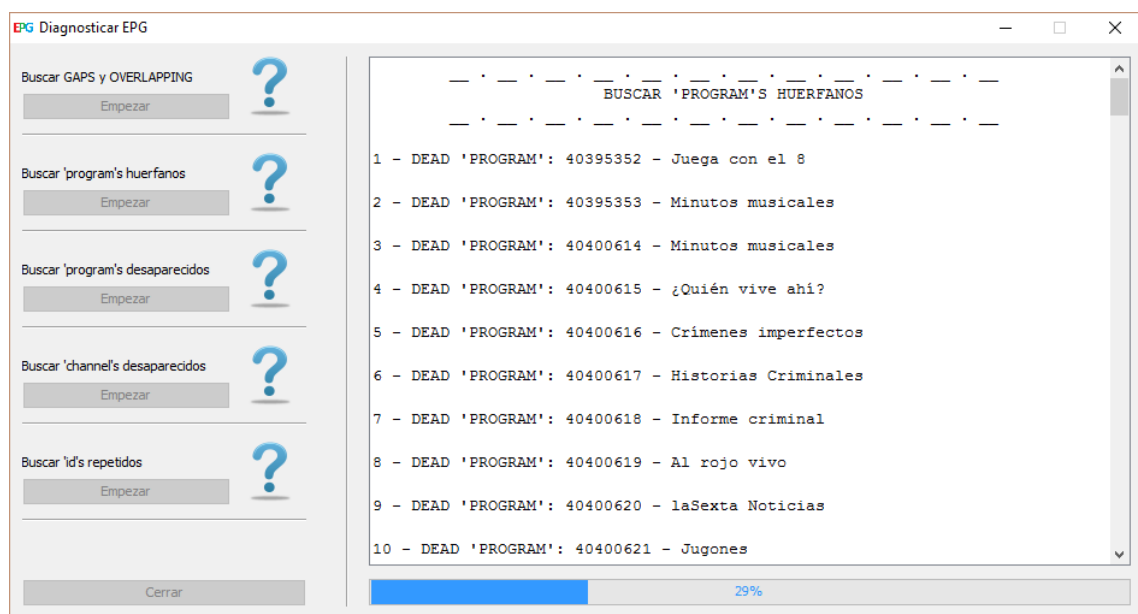 EPG Diagnosticar EPG
Buscar GAPS y OVERLAPPING
Empezar
Buscar 'program's huerfanos
Empezar
Buscar 'program's desaparecidos
Empezar
Buscar 'channel's desaparecidos
Empezar
Buscar 'id's repetidos
Empezar
Cerrar
__ · __ · __ · __ · __ · __ · __ · __ · __ · __ · __ · __ · __ · __ · __
BUSCAR 'PROGRAM'S HUERFANOS
__ · __ · __ · __ · __ · __ · __ · __ · __ · __ · __ · __ · __ · __ · __
1 - DEAD 'PROGRAM': 40395352 - Juega con el 8
2 - DEAD 'PROGRAM': 40395353 - Minutos musicales
3 - DEAD 'PROGRAM': 40400614 - Minutos musicales
4 - DEAD 'PROGRAM': 40400615 - ¿Quién vive ahí?
5 - DEAD 'PROGRAM': 40400616 - Crímenes imperfectos
6 - DEAD 'PROGRAM': 40400617 - Historias Criminales
7 - DEAD 'PROGRAM': 40400618 - Informe criminal
8 - DEAD 'PROGRAM': 40400619 - Al rojo vivo
9 - DEAD 'PROGRAM': 40400620 - laSexta Noticias
10 - DEAD 'PROGRAM': 40400621 - Jugones
29%